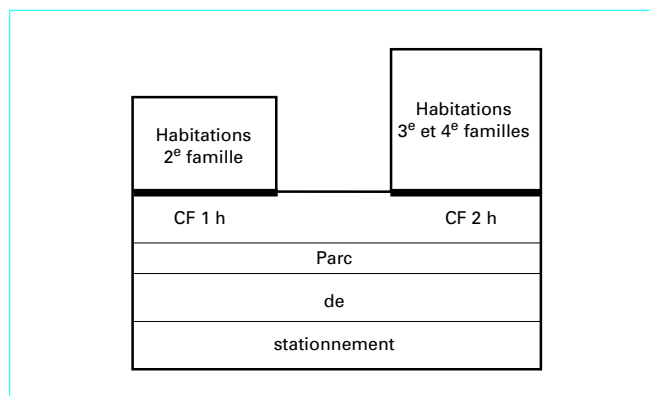 Habitations
2e famille
Habitations
3e et 4e familles
CF 1 h
CF 2 h
Parc
de
stationnement